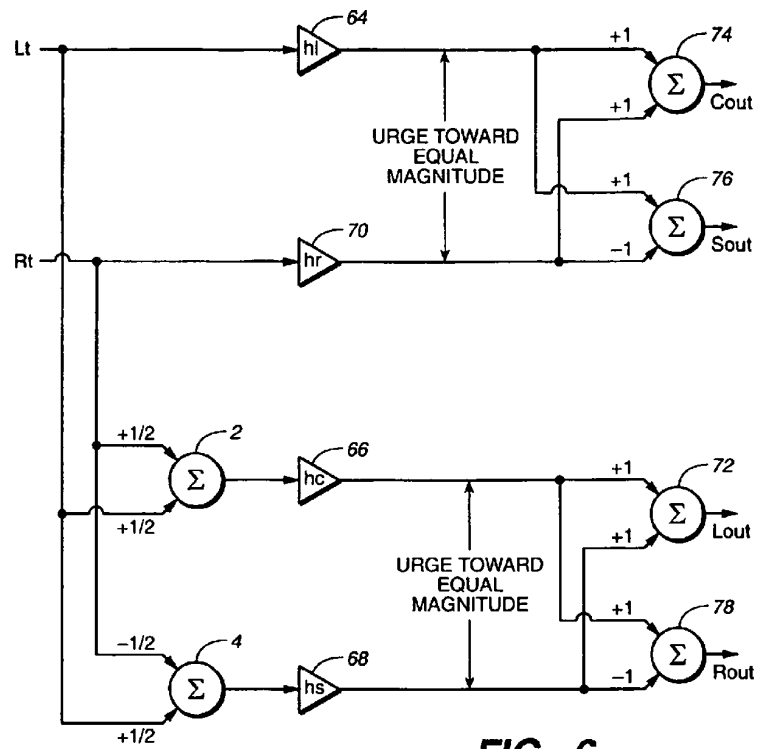 64
Lt
hl
+1
74
Σ
Cout
+1
URGE TOWARD
EQUAL
MAGNITUDE
+1
76
Σ
Sout
70
Rt
hr
−1
+1/2
2
Σ
+1/2
66
hc
+1
72
Σ
Lout
+1
URGE TOWARD
EQUAL
MAGNITUDE
+1
78
Σ
Rout
−1/2
4
Σ
+1/2
68
hs
−1
FIG. 6